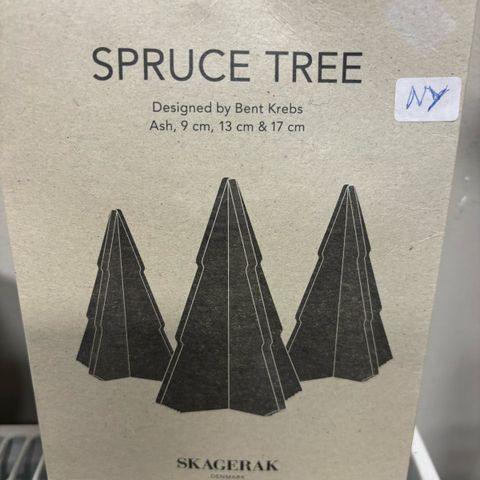 SPRUCE TREE
NY
Designed by Bent Krebs
Ash, 9 cm, 13 cm & 17 cm
SKAGERAK
DENMARK